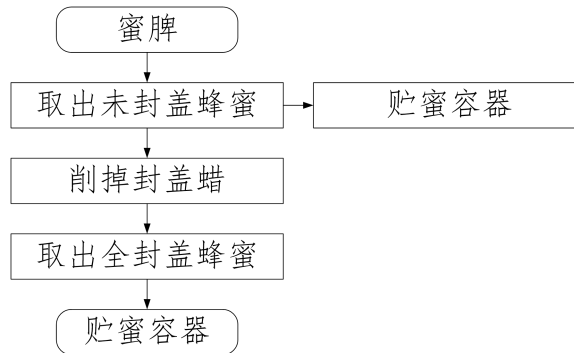 蜜脾
取出未封盖蜂蜜
贮蜜容器
削掉封盖蜡
取出全封盖蜂蜜
贮蜜容器